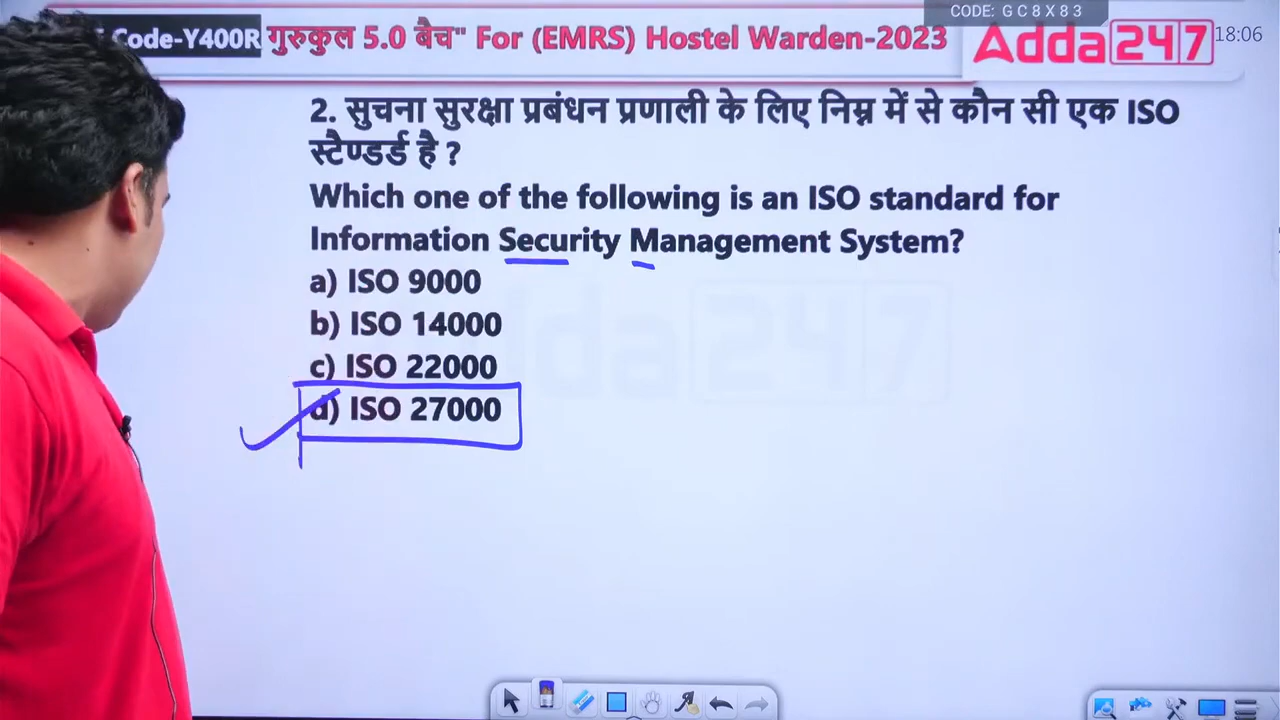 CODE: G C 8 X 8 3
Code-Y400R गुरुकुल 5.0 बैच" For (EMRS) Hostel Warden-2023
Adda247
18:06
2. सुचना सुरक्षा प्रबंधन प्रणाली के लिए निम्न में से कौन सी एक ISO
स्टैण्डर्ड है ?
Which one of the following is an ISO standard for
Information Security Management System?
a) ISO 9000
b) ISO 14000
c) ISO 22000
d) ISO 27000